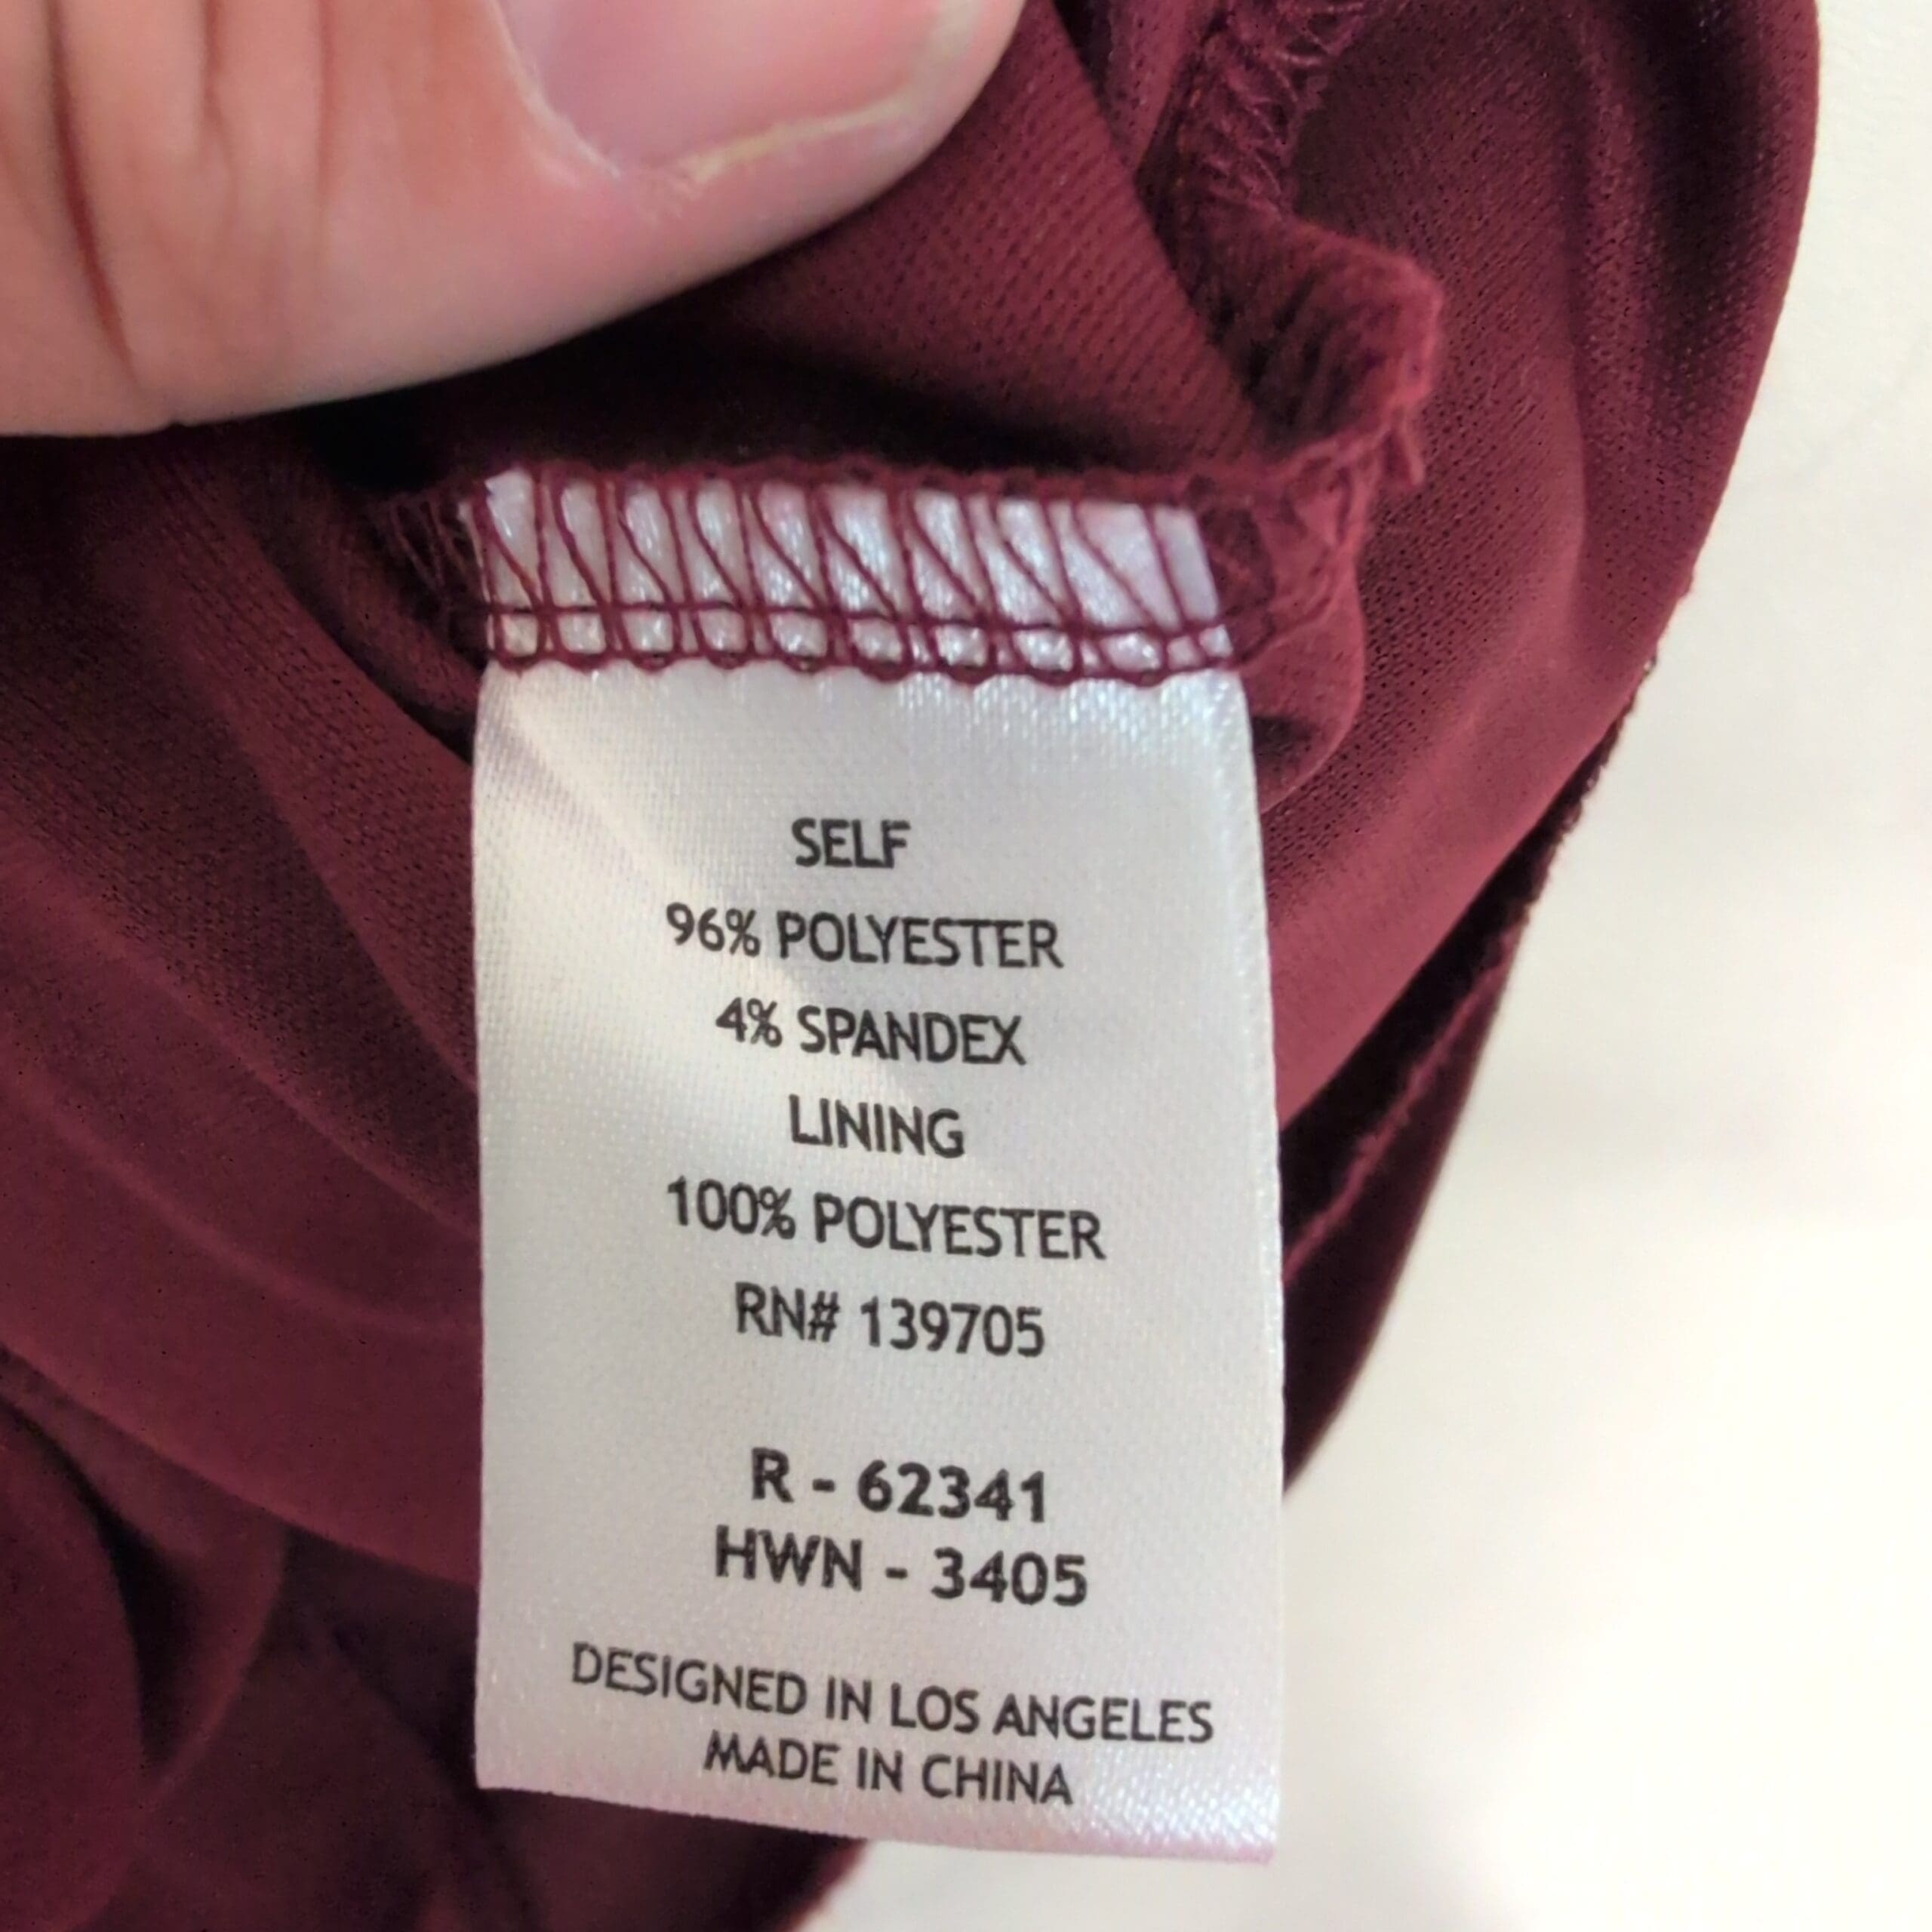 SELF
96% POLYESTER
4% SPANDEX
LINING
100% POLYESTER
RN# 139705
R - 62341
HWN - 3405
DESIGNED IN LOS ANGELES
MADE IN CHINA